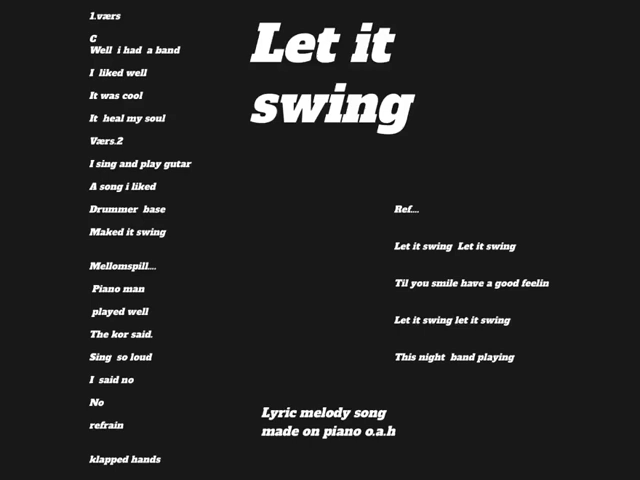 Let it
swing
1.værs
C
Well i had a band
I liked well
It was cool
It heal my soul
Værs.2
I sing and play gutar
A song i liked
Drummer base
Maked it swing
Mellomspill....
Piano man
played well
The kor said.
Sing so loud
I said no
No
refrain
klapped hands
Ref....
Let it swing Let it swing
Til you smile have a good feelin
Let it swing let it swing
This night band playing
Lyric melody song
made on piano o.a.h